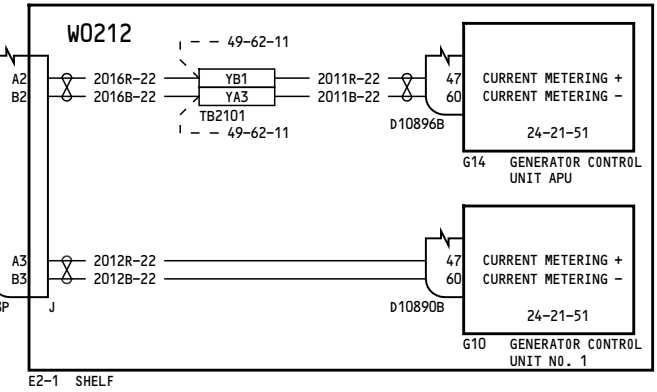 W0212
49-62-11
A2 2016R-22 YB1 2011R-22 47 CURRENT METERING +
B2 2016B-22 YA3 2011B-22 60 CURRENT METERING -
TB2101
D10896B
49-62-11
24-21-51
G14 GENERATOR CONTROL
UNIT APU
A3 2012R-22 47 CURRENT METERING +
B3 2012B-22 60 CURRENT METERING -
J
D10890B
24-21-51
G10 GENERATOR CONTROL
UNIT NO. 1
E2-1 SHELF